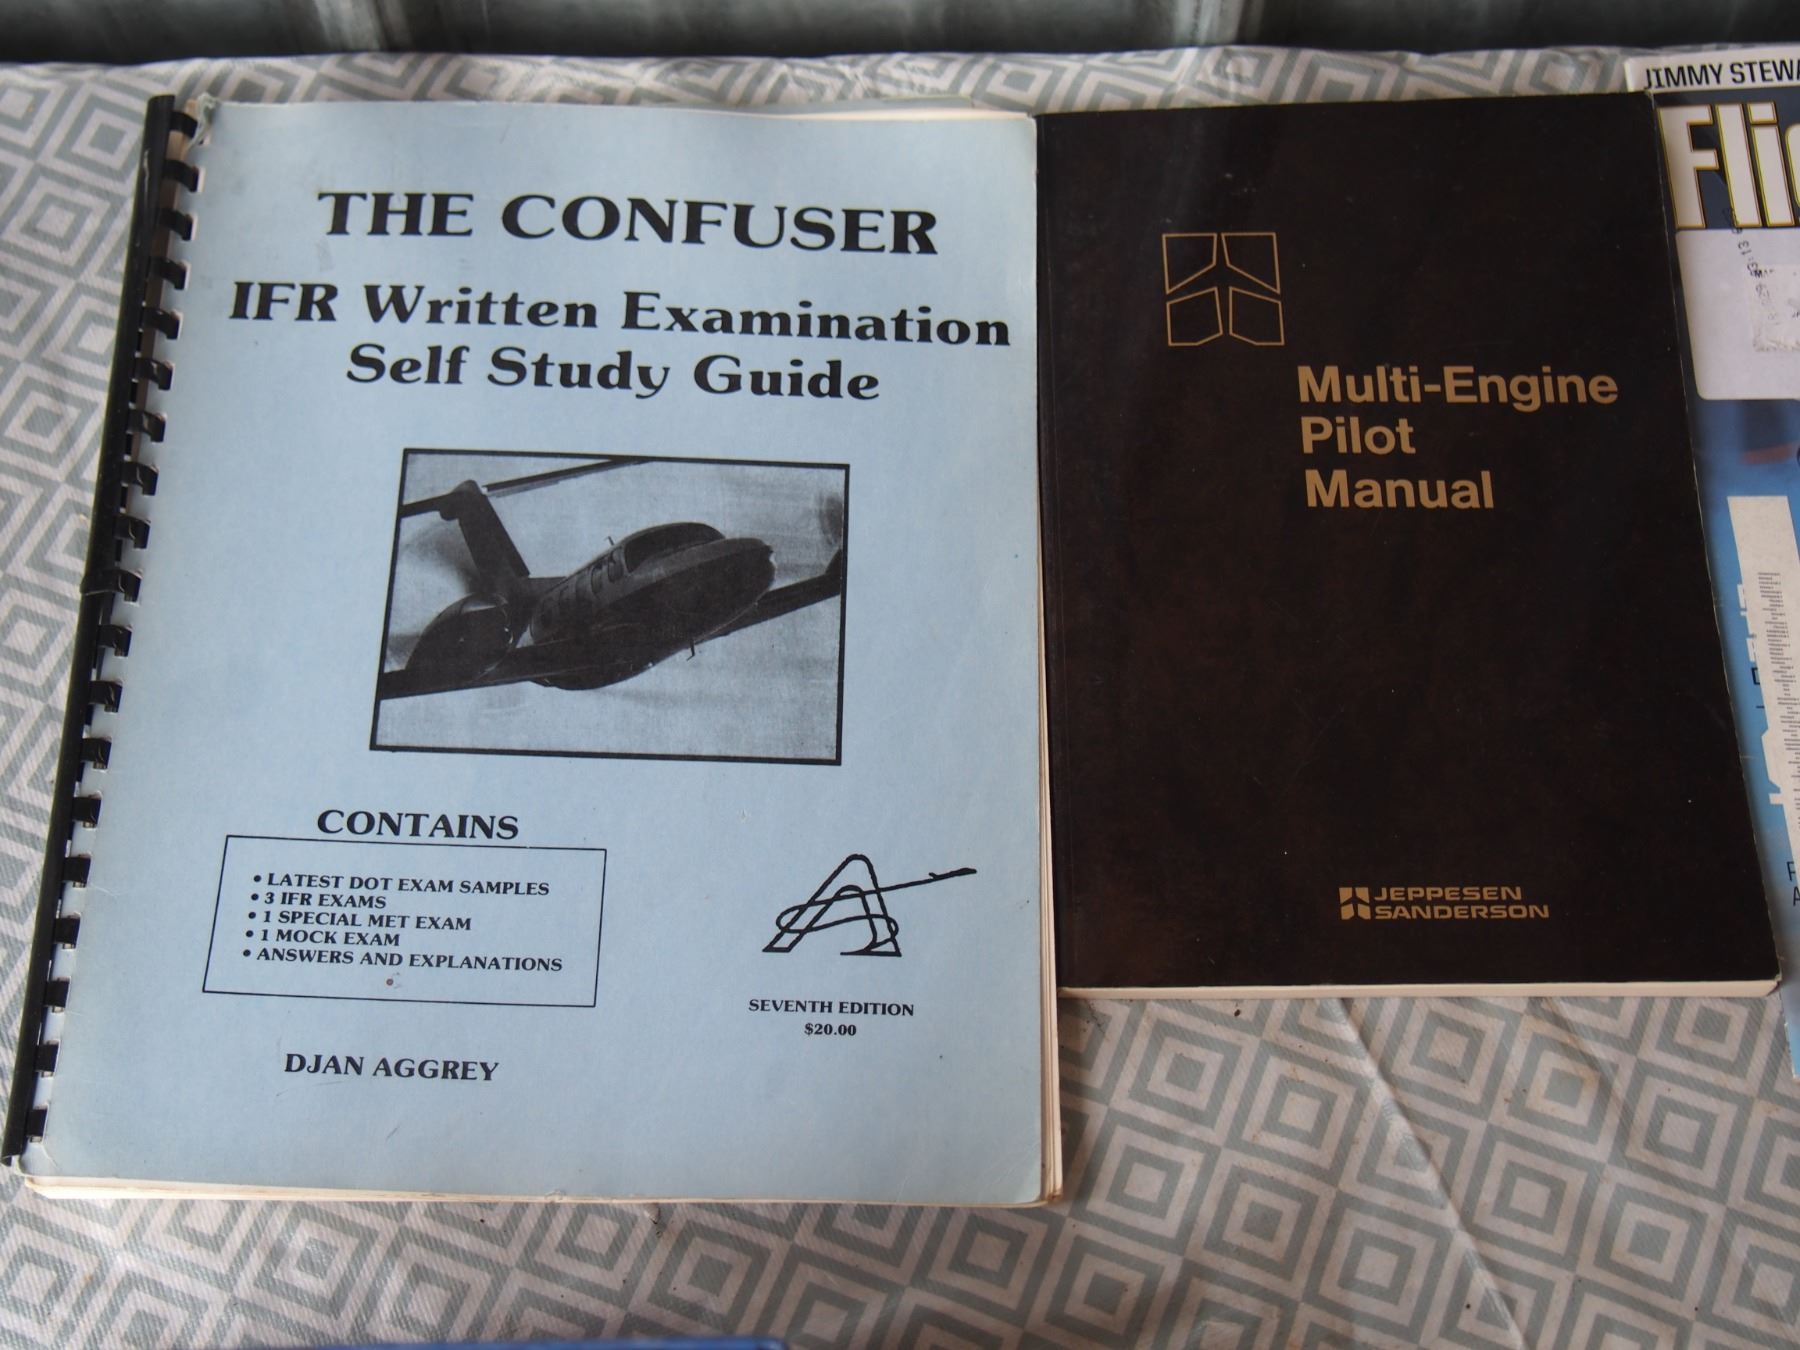 THE CONFUSER
IFR Written Examination
Self Study Guide
CONTAINS
• LATEST DOT EXAM SAMPLES
• 3 IFR EXAMS
• 1 SPECIAL MET EXAM
• 1 MOCK EXAM
• ANSWERS AND EXPLANATIONS
SEVENTH EDITION
$20.00
DJAN AGGREY
Multi-Engine
Pilot
Manual
JEPPESEN
SANDERSON
JIMMY